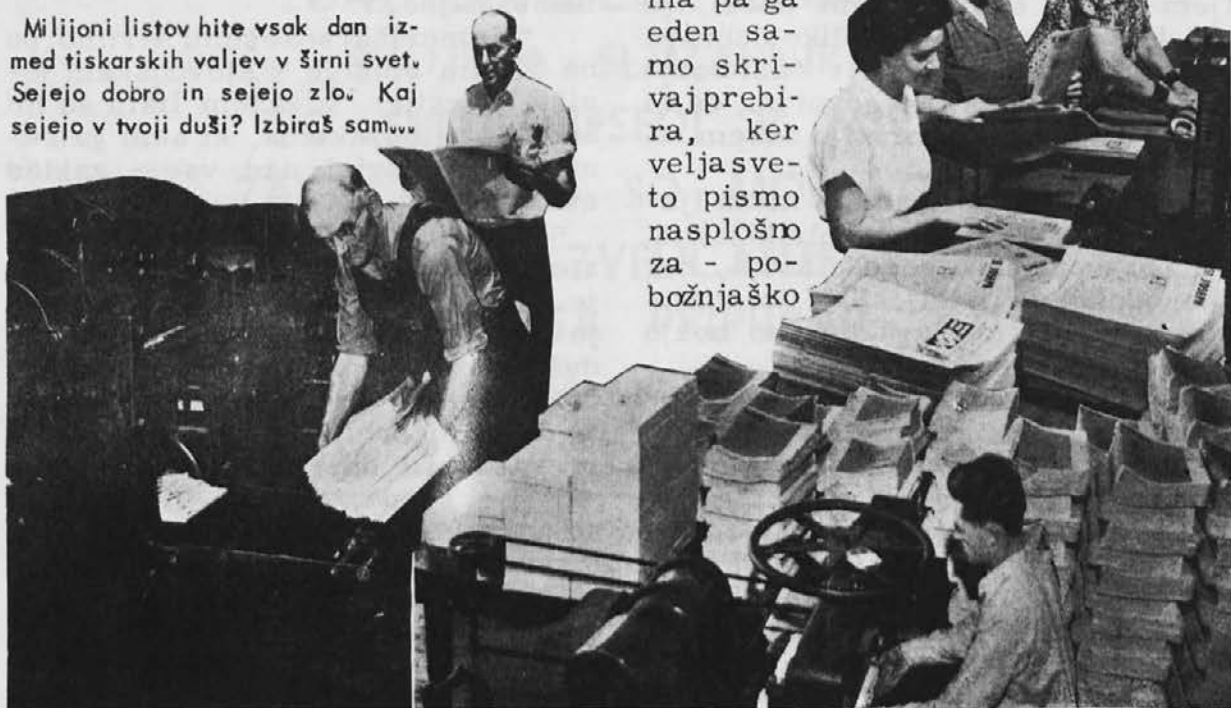 Milijoni listov hite vsak dan iz-
med tiskarskih valjev v širni svet.
Sejejo dobro in sejejo zlo. Kaj
sejejo v tvoji duši? Izbiraš sam...
ma pa ga
eden sa-
mo skri-
vaj prebi-
ra, ker
velja sve-
to pismo
nasplošno
za - po-
božnjaško